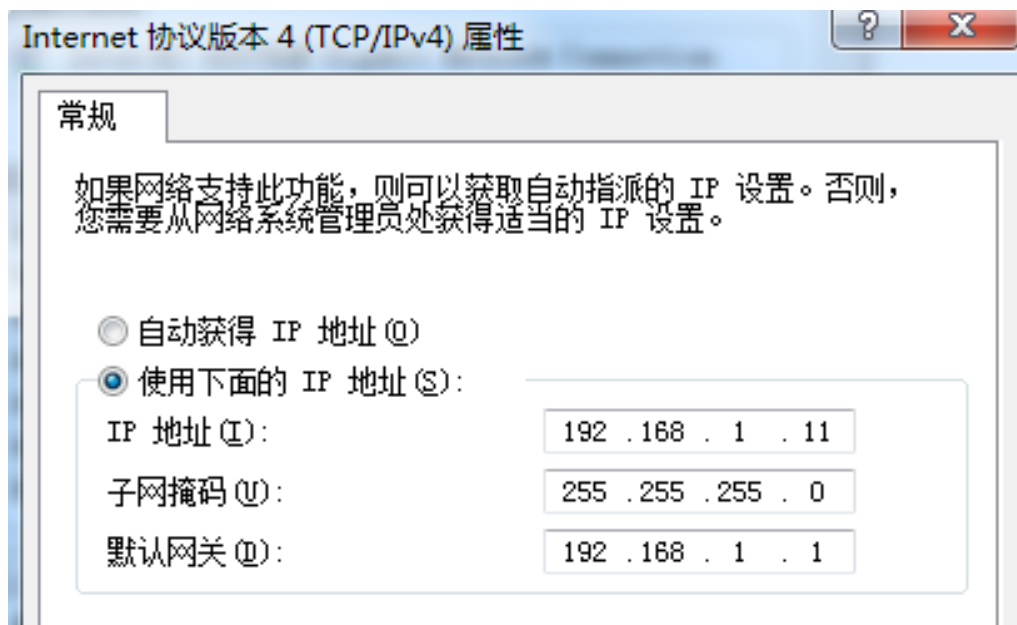 Internet 协议版本 4 (TCP/IPv4) 属性
常规
如果网络支持此功能，则可以获取自动指派的 IP 设置。否则，
您需要从网络系统管理员处获得适当的 IP 设置。
自动获得 IP 地址(O)
使用下面的 IP 地址(S):
IP 地址(I): 192 .168 . 1 . 11
子网掩码(U): 255 .255 .255 . 0
默认网关(D): 192 .168 . 1 . 1